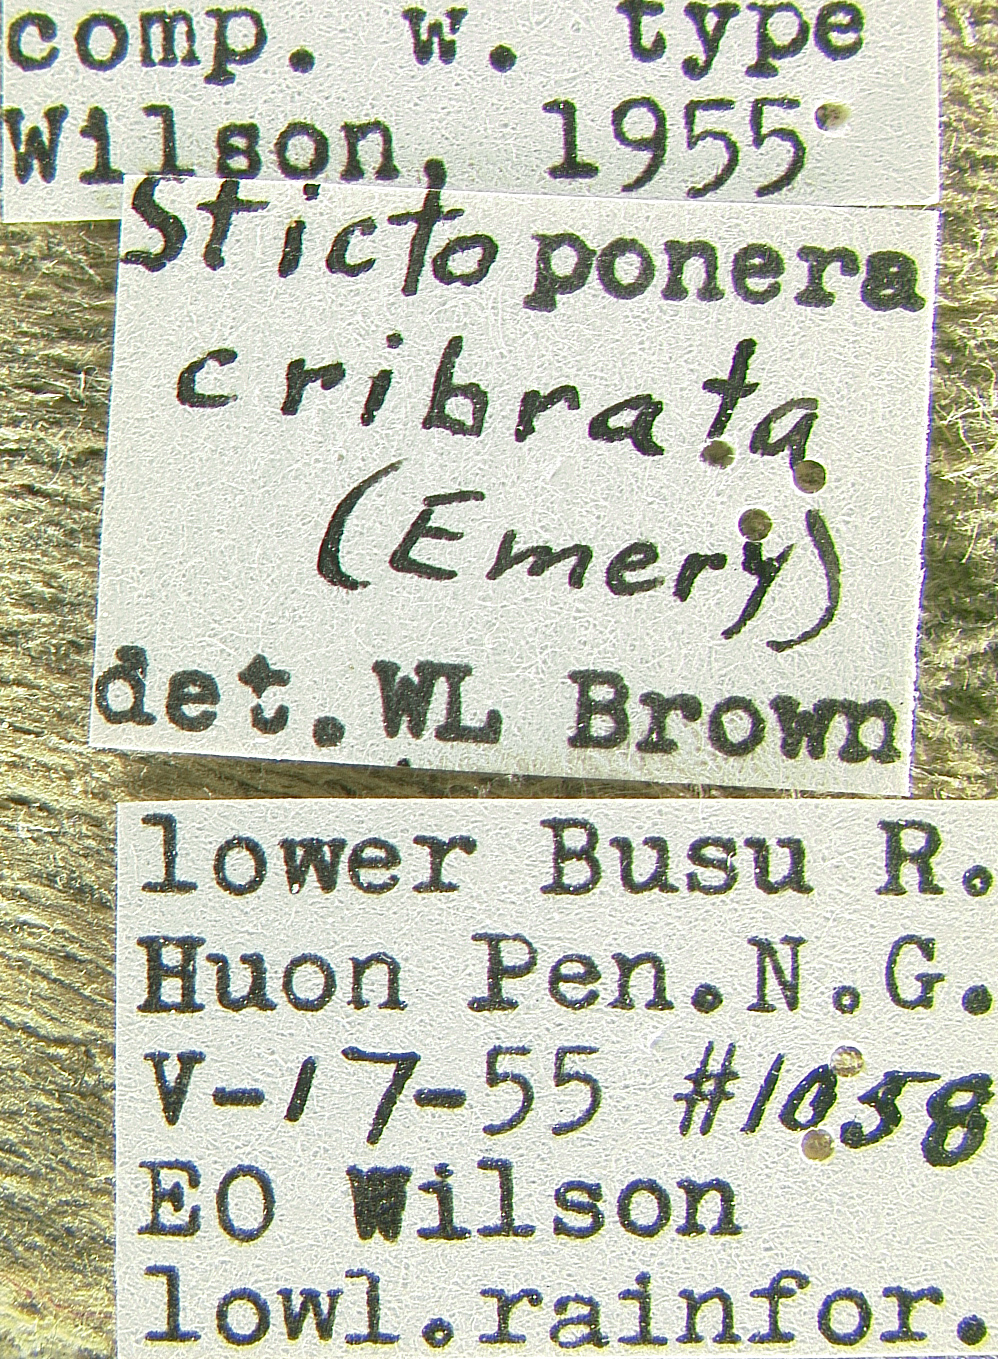 comp. w. type
Wilson, 1955
Stictoponera
cribrata
(Emery)
det. WL Brown
lower Busu R.
Huon Pen. N.G.
V-17-55 #1058
EO Wilson
lowl.rainfor.